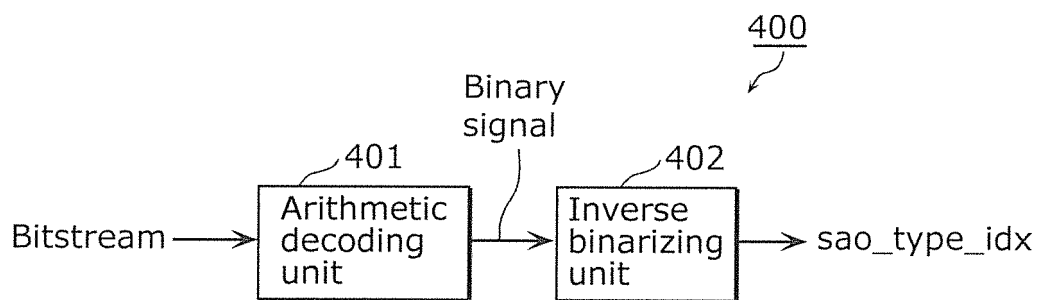 400
Binary
signal
401
402
Bitstream
Arithmetic
decoding
unit
Inverse
binarizing
unit
sao_type_idx